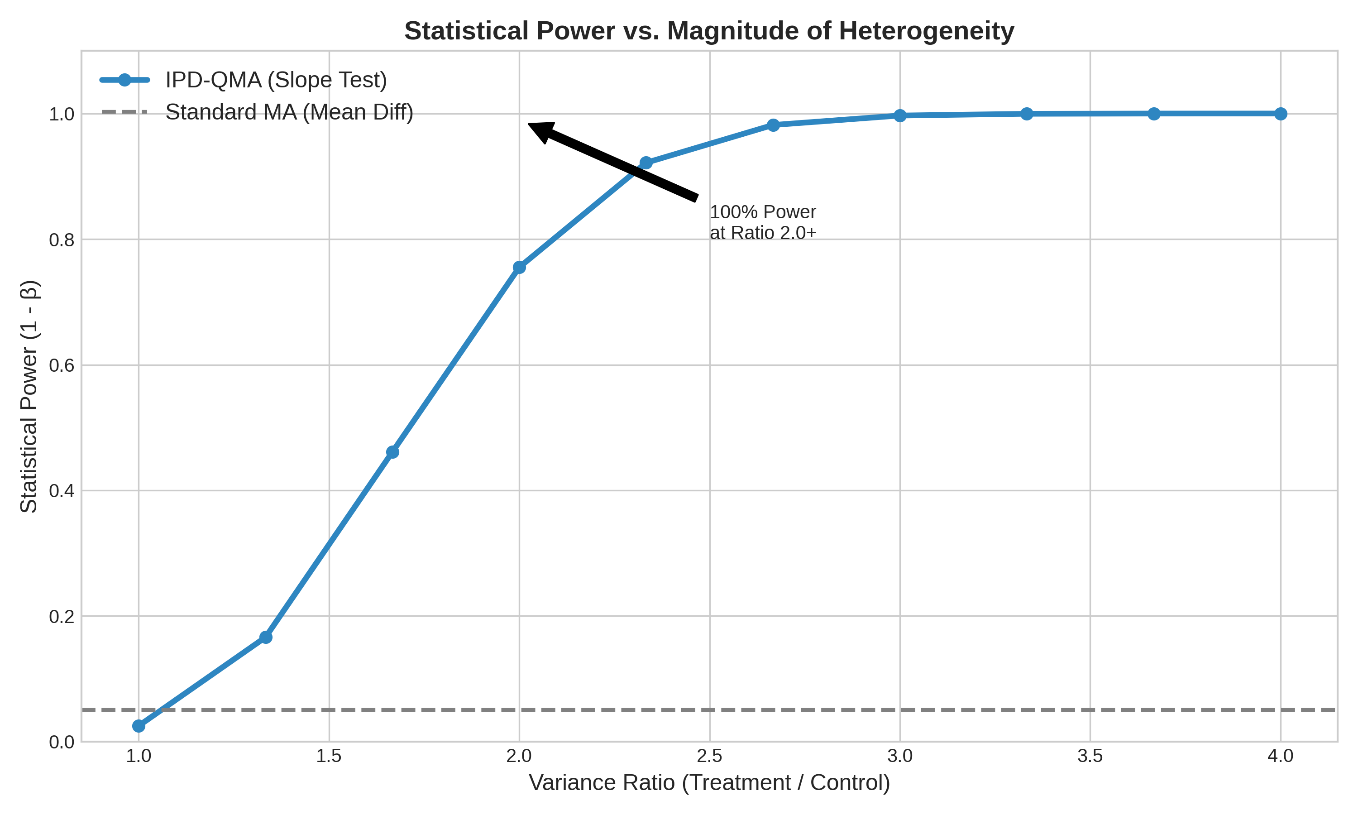 Statistical Power vs. Magnitude of Heterogeneity
IPD-QMA (Slope Test)
Standard MA (Mean Diff)
100% Power
at Ratio 2.0+
Statistical Power (1 - β)
1.0
0.8
0.6
0.4
0.2
0.0
1.0
1.5
2.0
2.5
3.0
3.5
4.0
Variance Ratio (Treatment / Control)